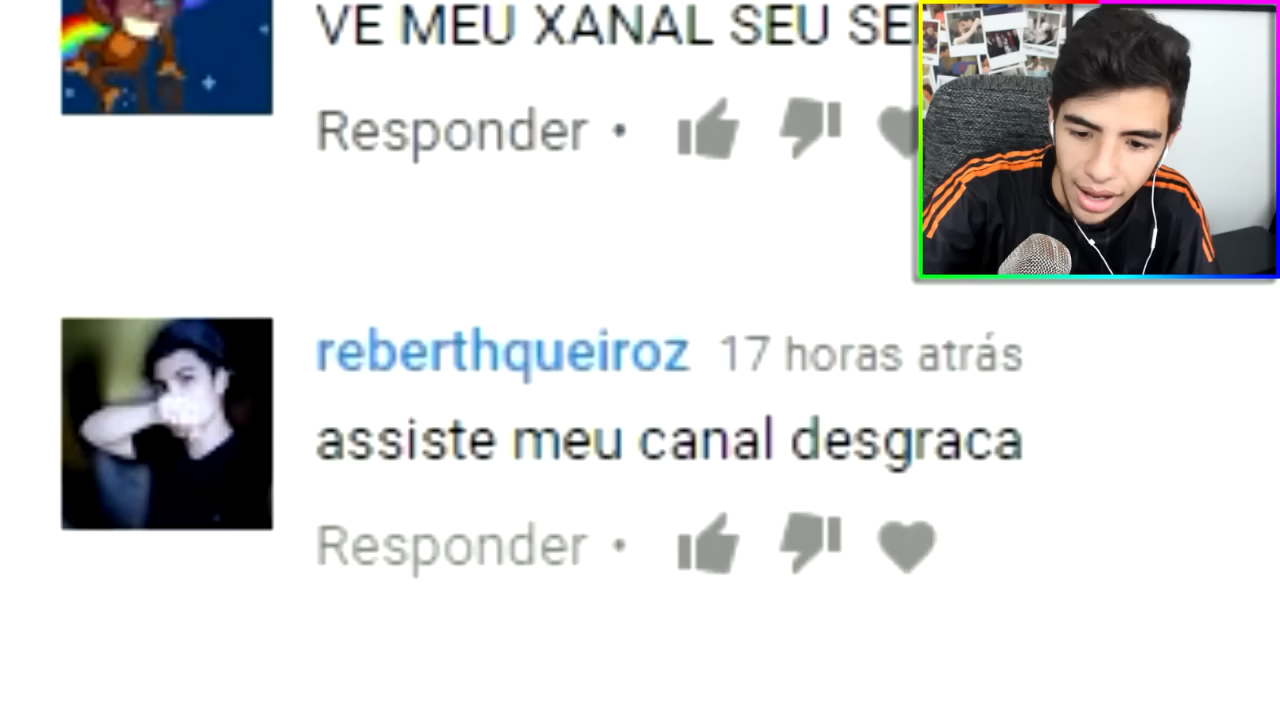 VE MEU XANAL SEU SE
Responder •
reberthqueiroz 17 horas atrás
assiste meu canal desgraca
Responder •